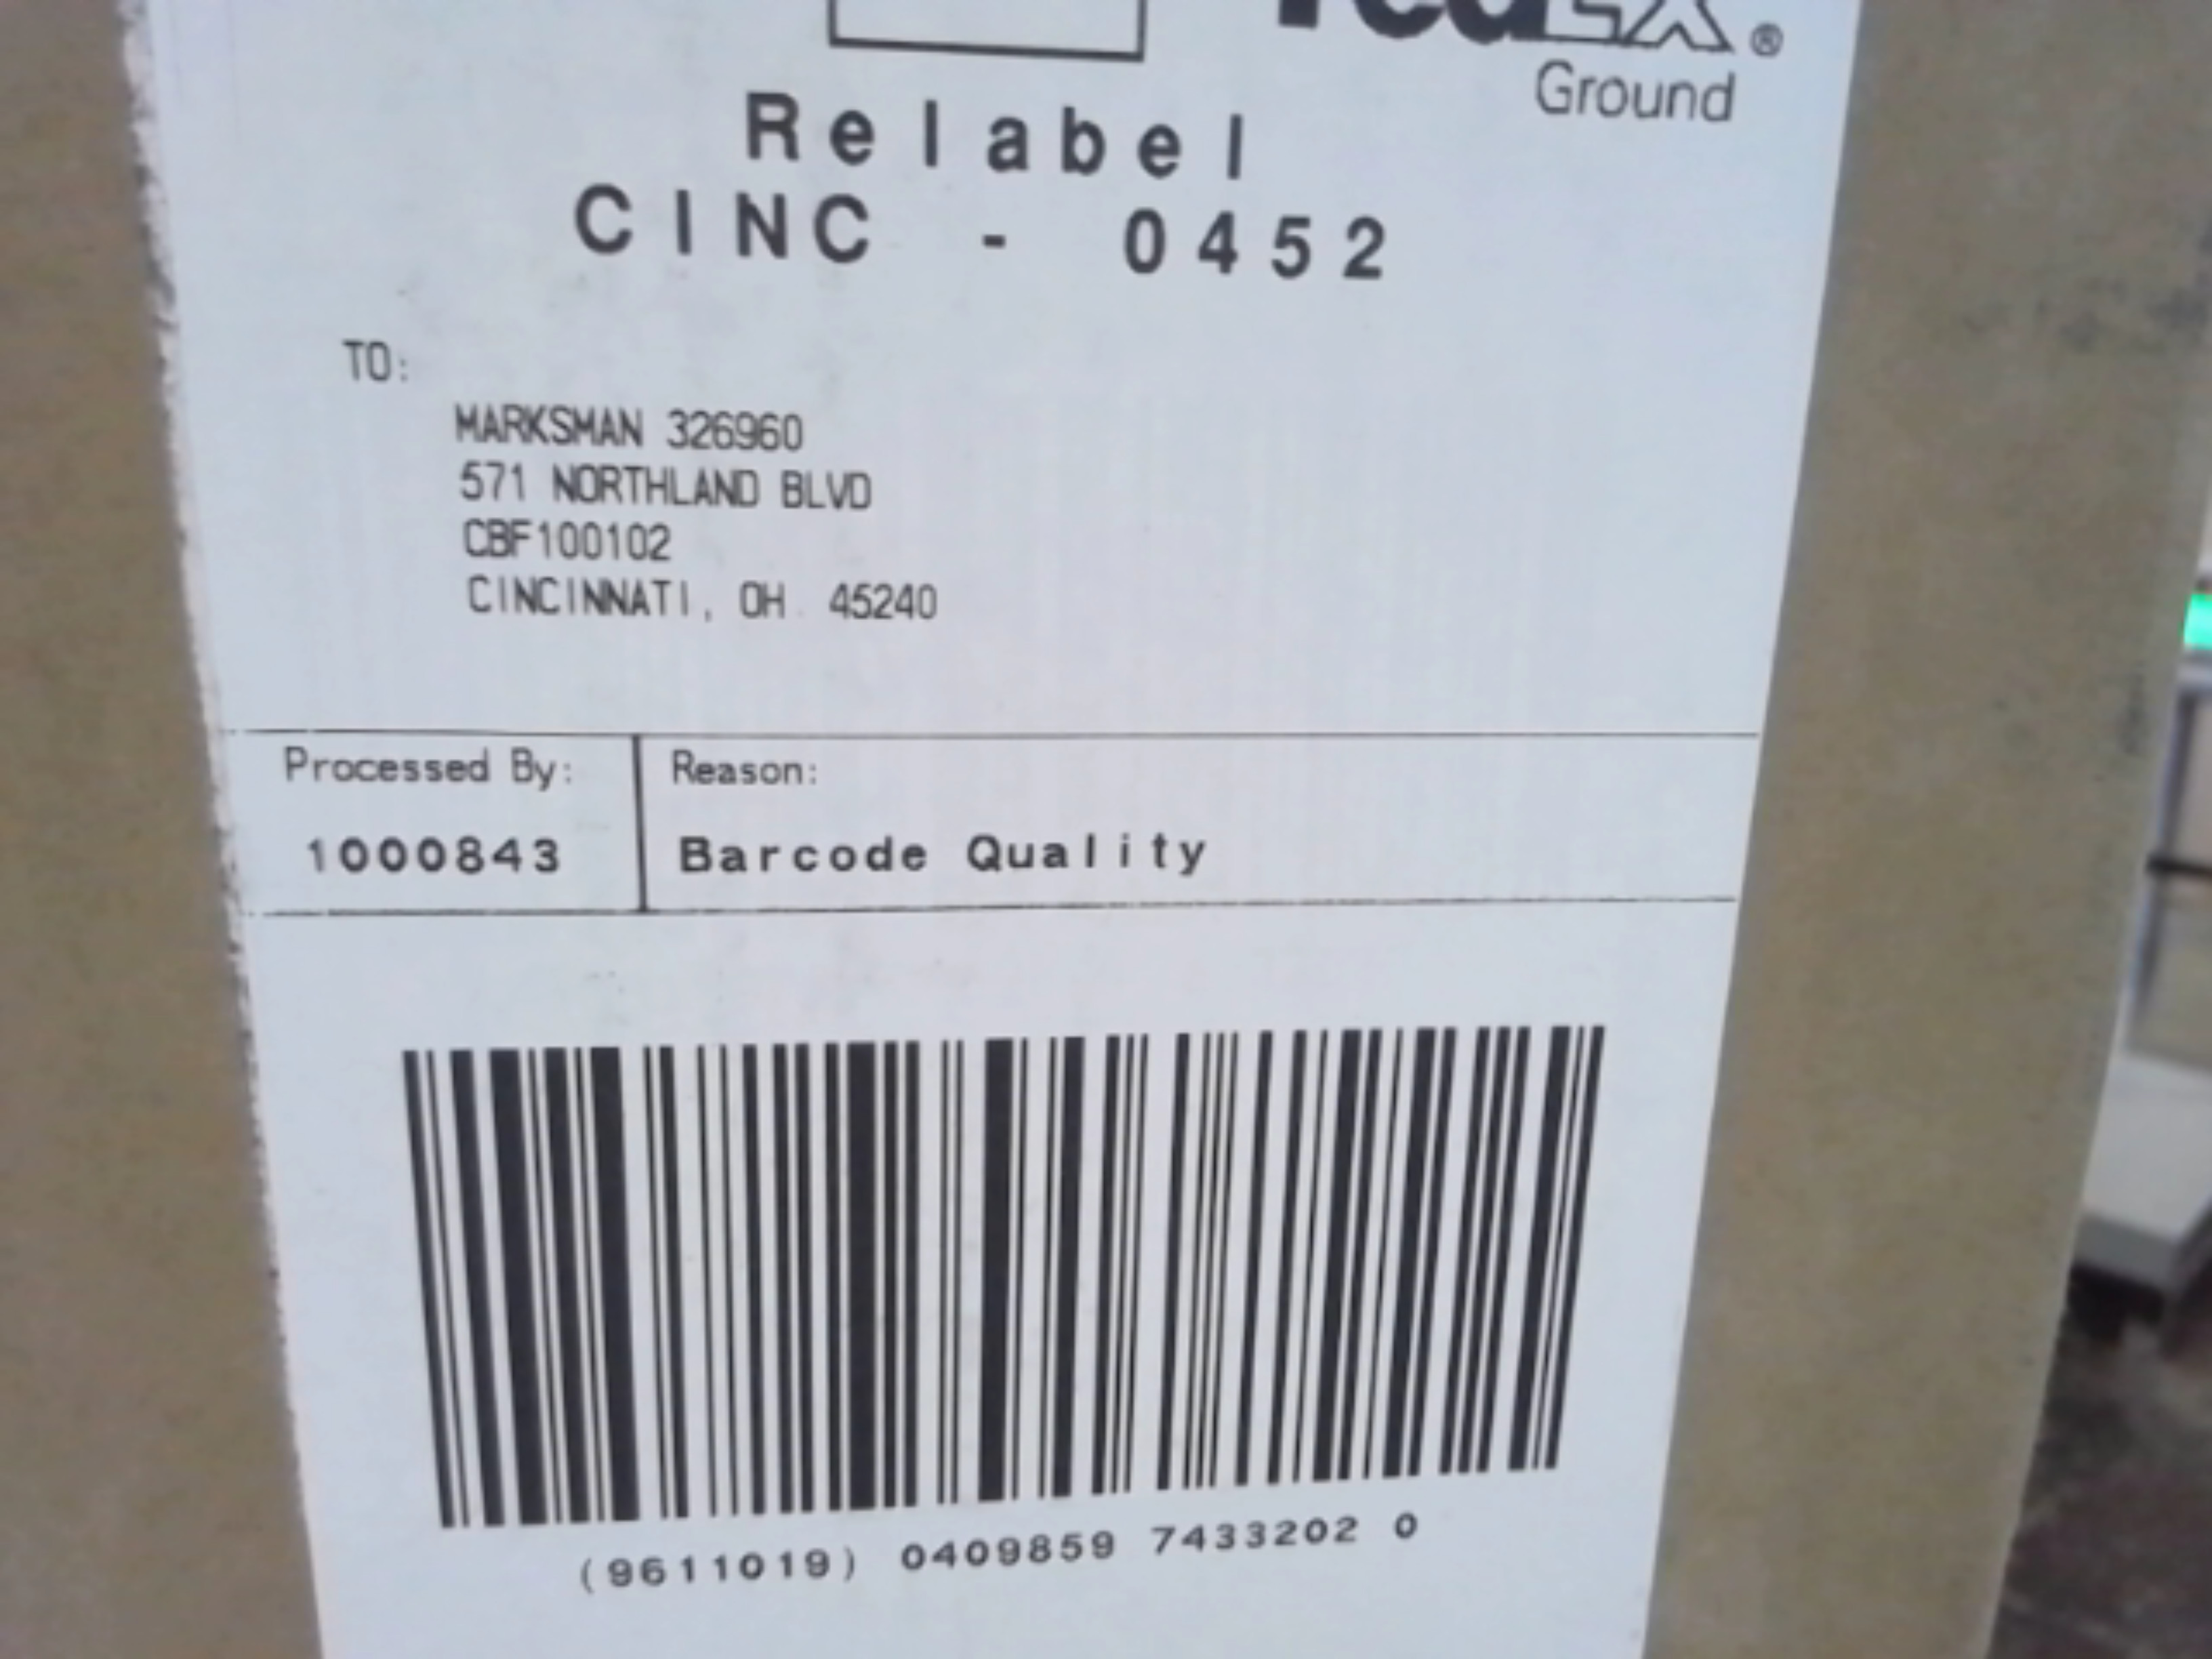 FedEx®
Ground
Relabel
CINC - 0452
TO:
MARKSMAN 326960
571 NORTHLAND BLVD
CBF100102
CINCINNATI, OH 45240
Processed By:
1000843
Reason:
Barcode Quality
(9611019) 0409859 7433202 0